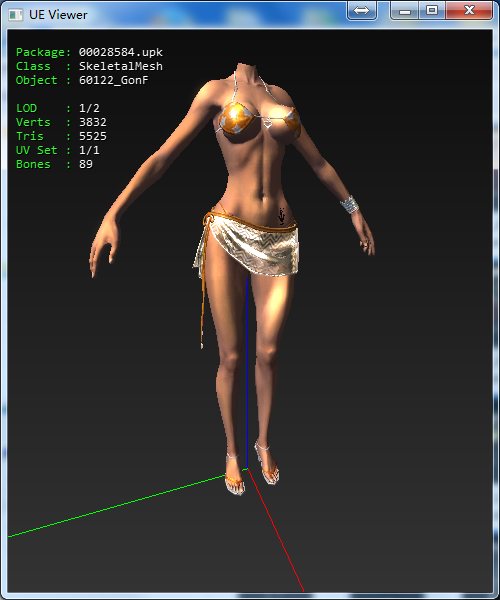 UE Viewer
Package: 00028584.upk
Class : SkeletalMesh
Object : 60122_GonF
LOD : 1/2
Verts : 3832
Tris : 5525
UV Set : 1/1
Bones : 89